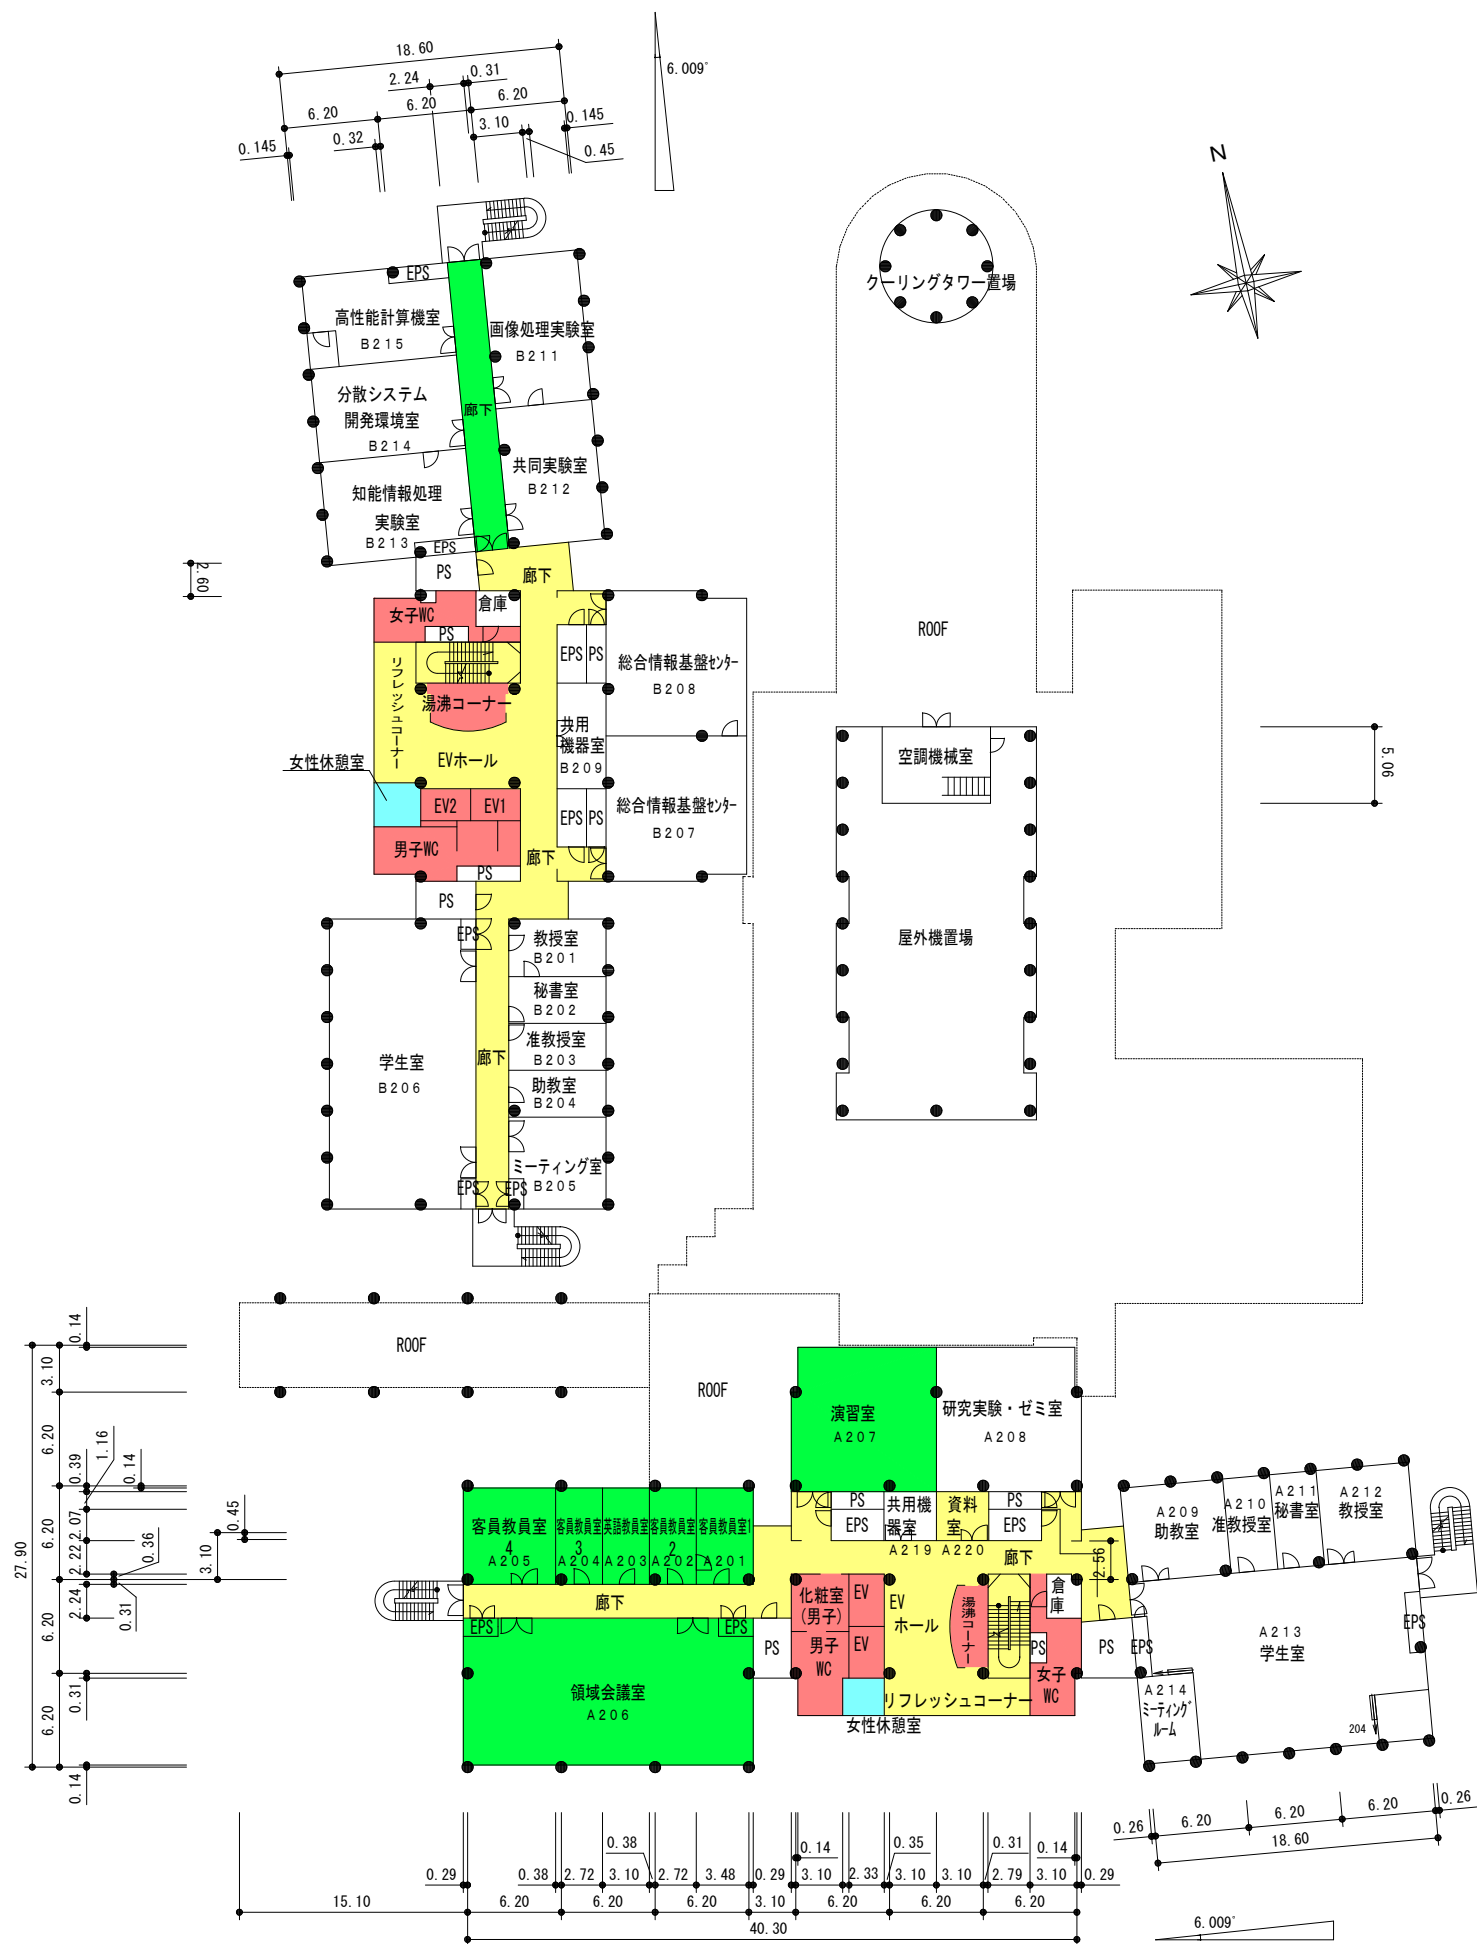 18.60
2.24
0.31
6.20
6.20
6.20
0.145
0.32
3.10
0.145
0.45
6.009°
N
クーリングタワー置場
EPS
高性能計算機室
B215
画像処理実験室
B211
分散システム
開発環境室
B214
廊下
共同実験室
B212
知能情報処理
実験室
B213
EPS
PS
廊下
2.60
女子WC
倉庫
PS
リフレッシュコーナー
湯沸コーナー
EPS
PS
総合情報基盤センター
B208
共用
機器室
B209
EVホール
女性休憩室
EV2
EV1
EPS
PS
総合情報基盤センター
B207
男子WC
PS
廊下
PS
ROOF
空調機械室
5.06
屋外機置場
EPS
教授室
B201
秘書室
B202
准教授室
B203
学生室
B206
廊下
助教室
B204
ミーティング室
B205
EPS
EPS
ROOF
ROOF
演習室
A207
研究実験・ゼミ室
A208
0.14
3.10
6.20
0.39
1.16
0.14
2.07
0.45
6.20
2.22
0.36
3.10
27.90
2.24
0.31
6.20
0.31
6.20
0.14
客員教員室
4
A205
客員教員室
3
A204
英語教員室
A203
客員教員室
2
A202
客員教員室1
A201
PS
EPS
共用機
器室
A219
資料
室
A220
PS
EPS
廊下
2.56
廊下
EPS
EPS
PS
化粧室
(男子)
EV
EV
ホール
男子
WC
EV
湯沸コーナー
倉庫
PS
女子
WC
PS
EPS
リフレッシュコーナー
女性休憩室
領域会議室
A206
A209
助教室
A210
准教授室
A211
秘書室
A212
教授室
A213
学生室
EPS
A214
ミーティング
ルーム
204
0.26
6.20
6.20
6.20
0.26
18.60
0.38
0.14
0.35
0.31
0.14
0.29
0.38
2.72
3.10
2.72
3.48
0.29
3.10
2.33
3.10
3.10
2.79
3.10
0.29
15.10
6.20
6.20
6.20
3.10
6.20
6.20
6.20
40.30
6.009°